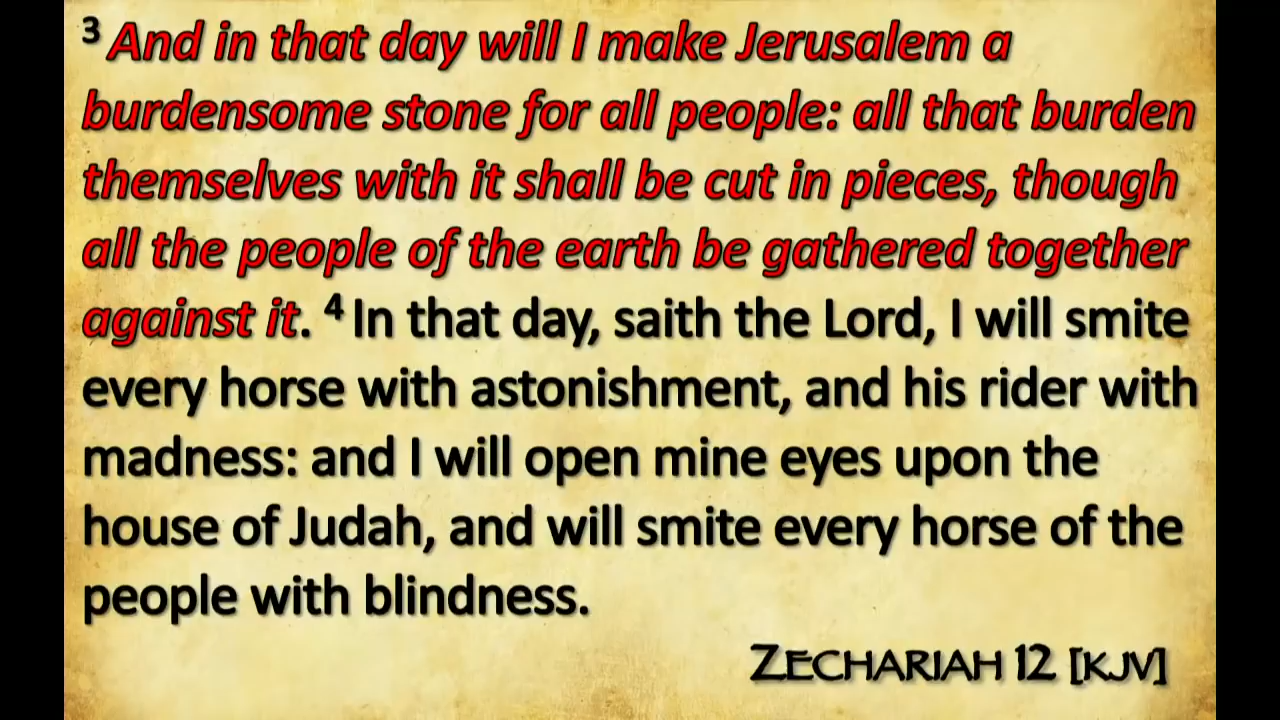 3 And in that day will I make Jerusalem a
burdensome stone for all people: all that burden
themselves with it shall be cut in pieces, though
all the people of the earth be gathered together
against it. 4 In that day, saith the Lord, I will smite
every horse with astonishment, and his rider with
madness: and I will open mine eyes upon the
house of Judah, and will smite every horse of the
people with blindness.
Zechariah 12 [KJV]